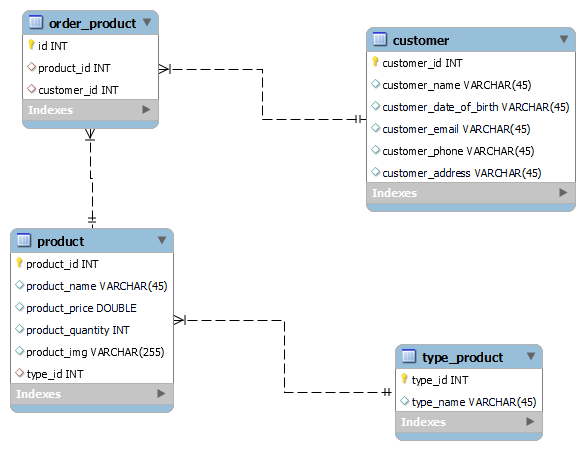 order_product
id INT
product_id INT
customer_id INT
Indexes
customer
customer_id INT
customer_name VARCHAR(45)
customer_date_of_birth VARCHAR(45)
customer_email VARCHAR(45)
customer_phone VARCHAR(45)
customer_address VARCHAR(45)
Indexes
product
product_id INT
product_name VARCHAR(45)
product_price DOUBLE
product_quantity INT
product_img VARCHAR(255)
type_id INT
Indexes
type_product
type_id INT
type_name VARCHAR(45)
Indexes